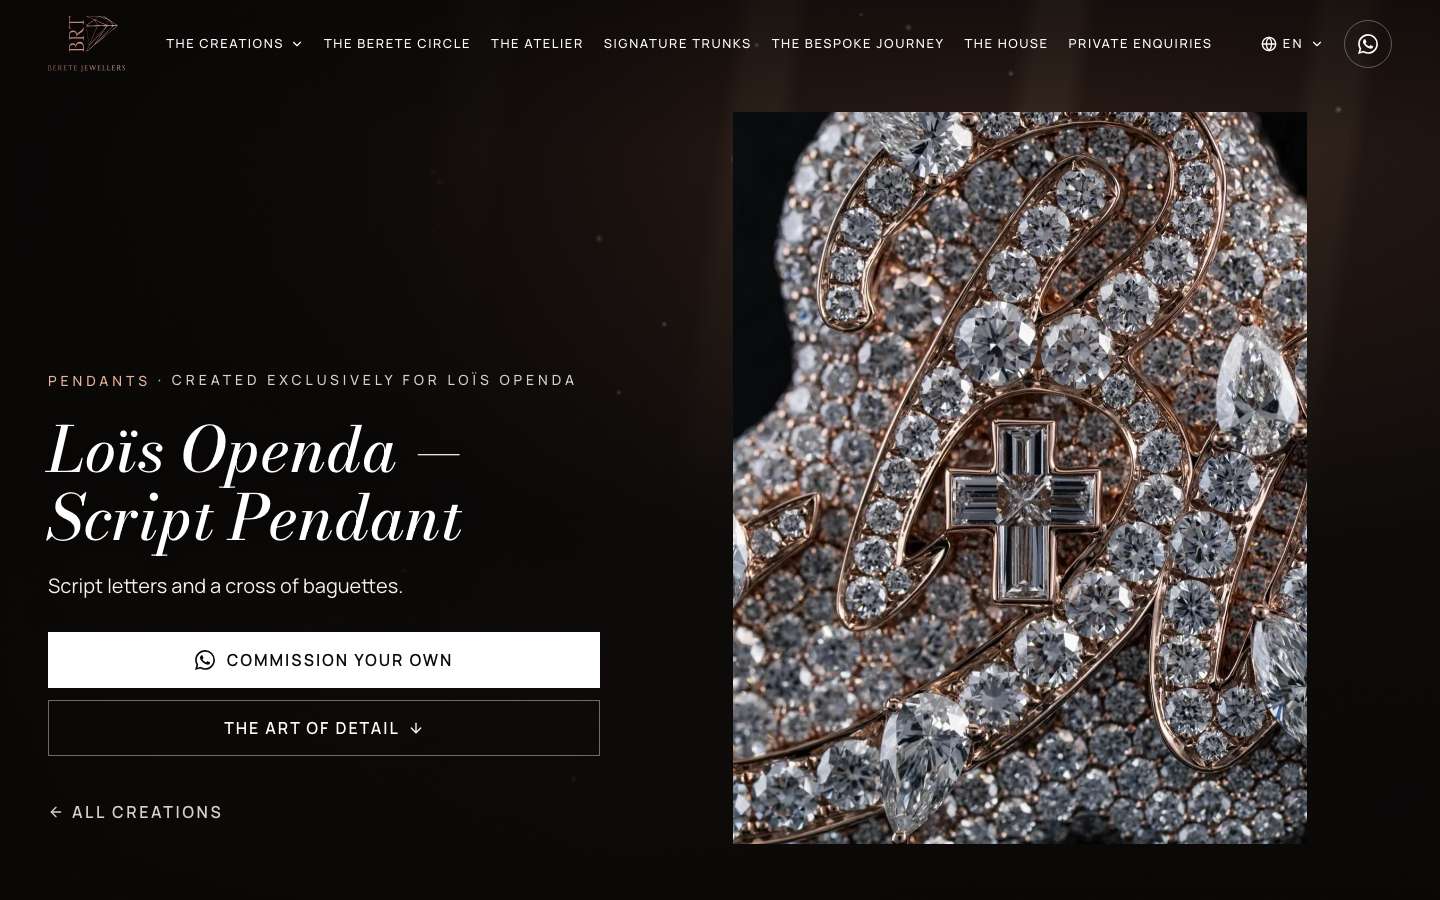 BRT
BERETE JEWELLERS
THE CREATIONS
THE BERETE CIRCLE
THE ATELIER
SIGNATURE TRUNKS
THE BESPOKE JOURNEY
THE HOUSE
PRIVATE ENQUIRIES
EN
PENDANTS · CREATED EXCLUSIVELY FOR LOÏS OPENDA
Loïs Openda —
Script Pendant
Script letters and a cross of baguettes.
COMMISSION YOUR OWN
THE ART OF DETAIL ↓
← ALL CREATIONS